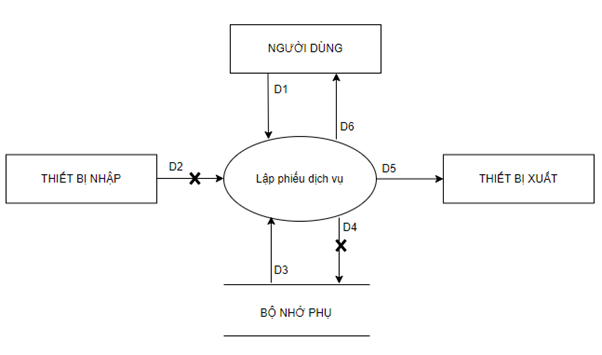 NGƯỜI DÙNG
D1
D6
THIẾT BỊ NHẬP
D2
Lập phiếu dịch vụ
D5
THIẾT BỊ XUẤT
D4
D3
BỘ NHỚ PHỤ